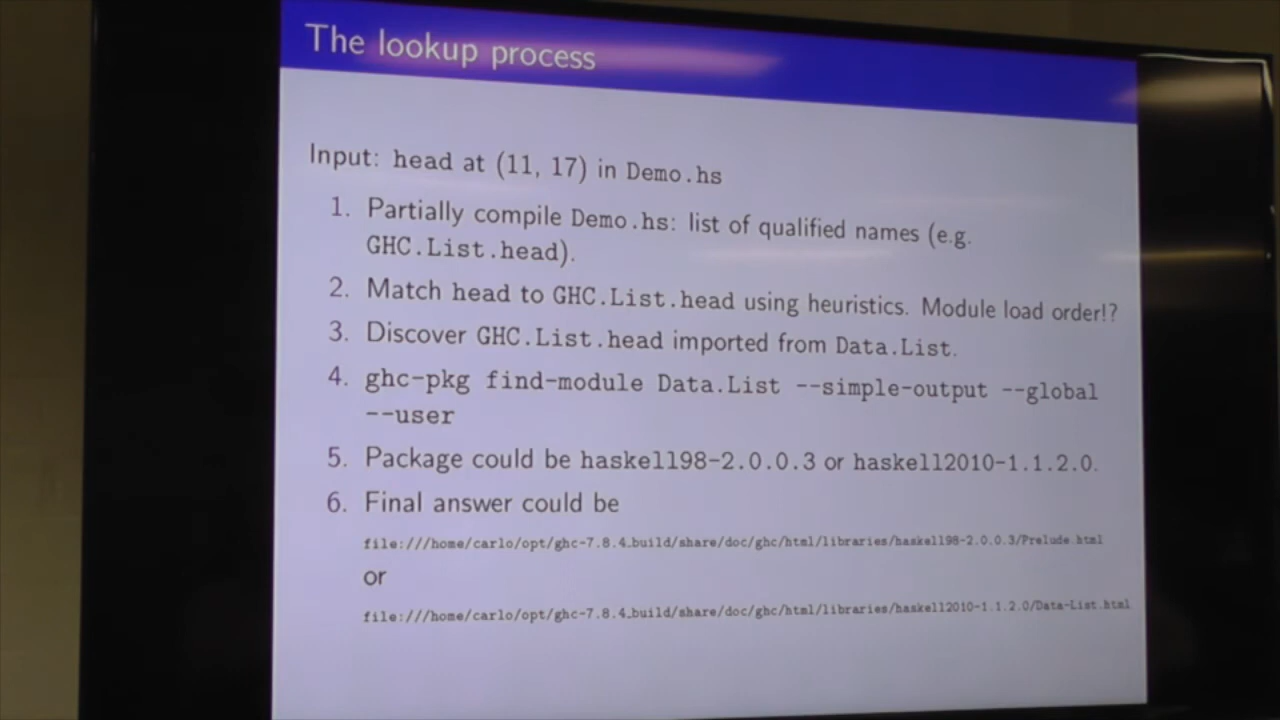 The lookup process
Input: head at (11, 17) in Demo.hs
1. Partially compile Demo.hs: list of qualified names (e.g.
GHC.List.head).
2. Match head to GHC.List.head using heuristics. Module load order!?
3. Discover GHC.List.head imported from Data.List.
4. ghc-pkg find-module Data.List --simple-output --global
--user
5. Package could be haskell98-2.0.0.3 or haskell2010-1.1.2.0.
6. Final answer could be
file:///home/carlo/opt/ghc-7.8.4_build/share/doc/ghc/html/libraries/haskell98-2.0.0.3/Prelude.html
or
file:///home/carlo/opt/ghc-7.8.4_build/share/doc/ghc/html/libraries/haskell2010-1.1.2.0/Data-List.html